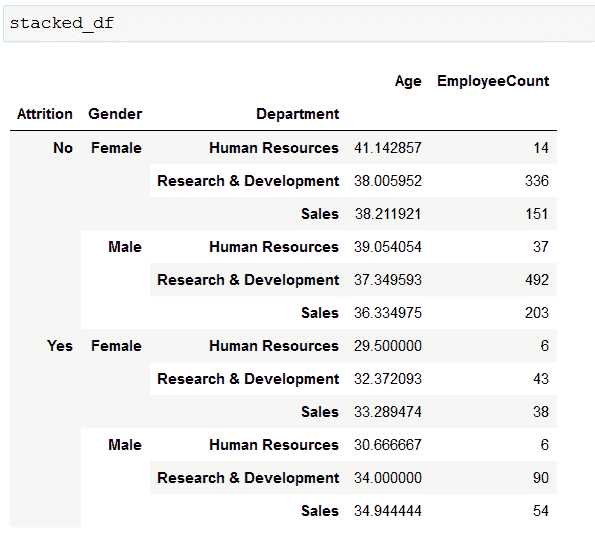 stacked_df
Age EmployeeCount
Attrition Gender Department
No Female Human Resources 41.142857 14
Research & Development 38.005952 336
Sales 38.211921 151
Male Human Resources 39.054054 37
Research & Development 37.349593 492
Sales 36.334975 203
Yes Female Human Resources 29.500000 6
Research & Development 32.372093 43
Sales 33.289474 38
Male Human Resources 30.666667 6
Research & Development 34.000000 90
Sales 34.944444 54